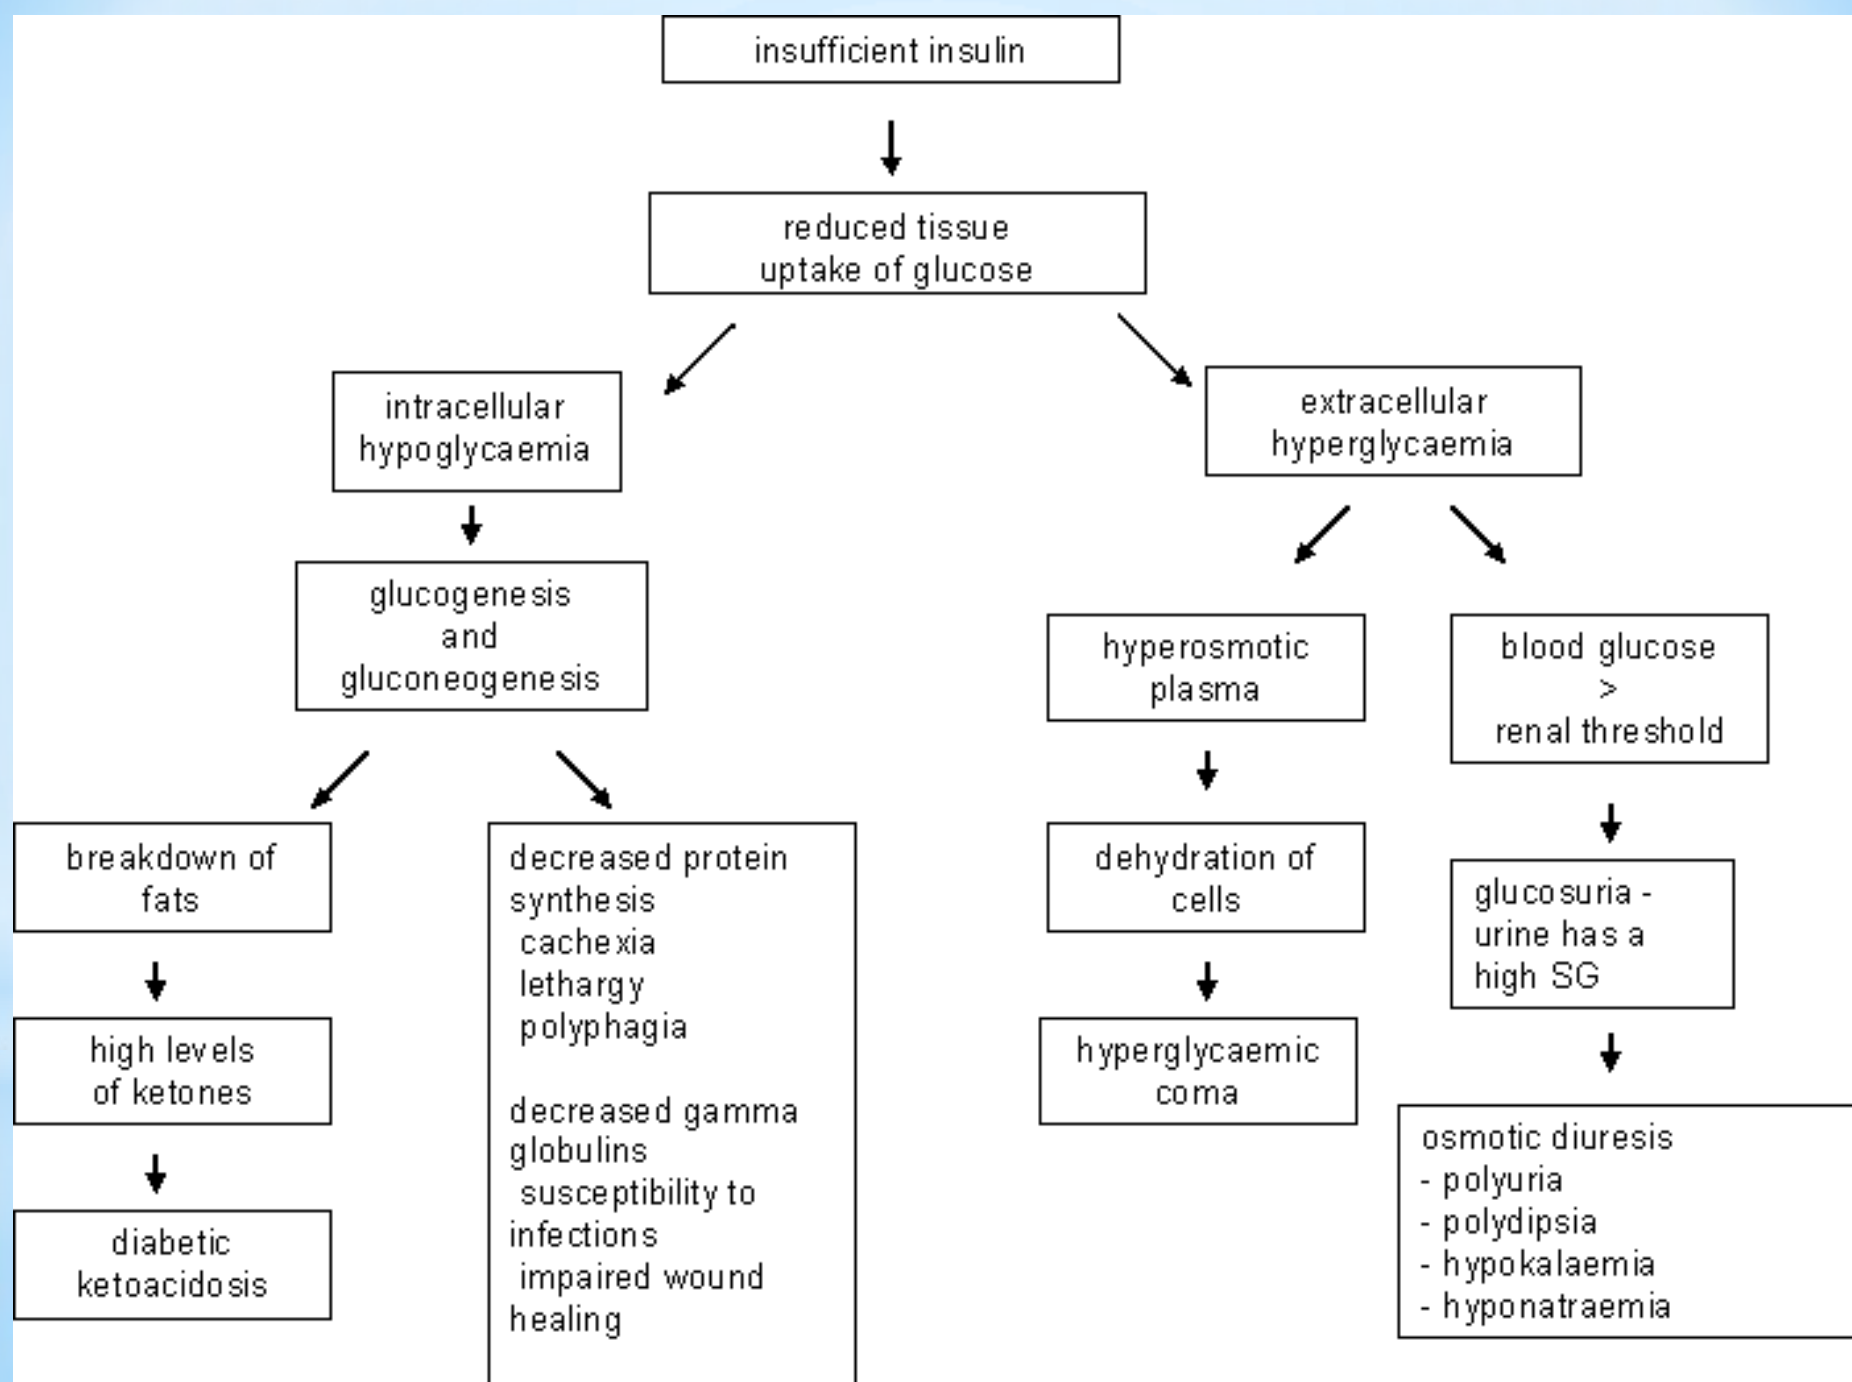 insufficient insulin
reduced tissue
uptake of glucose
intracellular
hypoglycaemia
extracellular
hyperglycaemia
glucogenesis
and
gluconeogenesis
hyperosmotic
plasma
blood glucose
>
renal threshold
breakdown of
fats
decreased protein
synthesis
cachexia
lethargy
polyphagia
decreased gamma
globulins
susceptibility to
infections
impaired wound
healing
dehydration of
cells
glucosuria -
urine has a
high SG
high levels
of ketones
hyperglycaemic
coma
osmotic diuresis
- polyuria
- polydipsia
- hypokalaemia
- hyponatraemia
diabetic
ketoacidosis